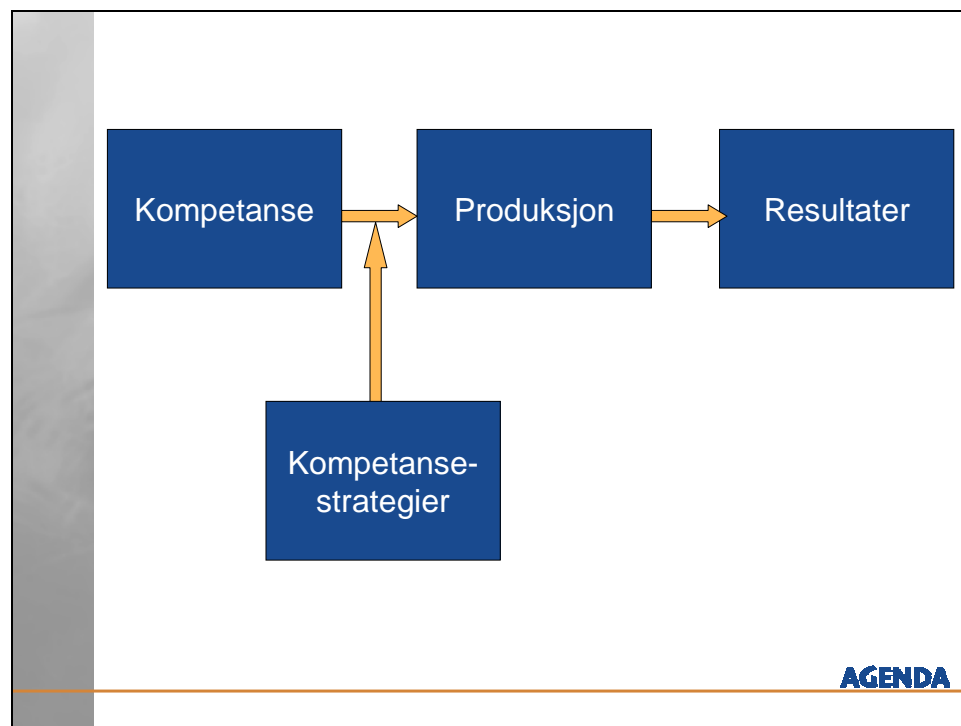 Kompetanse
Produksjon
Resultater
Kompetanse-
strategier
AGENDA